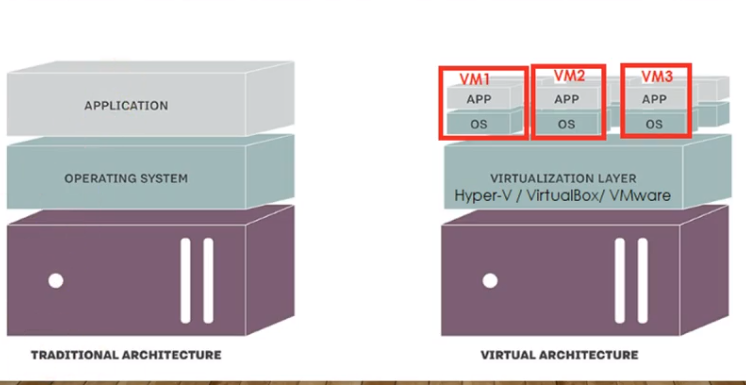 APPLICATION
OPERATING SYSTEM
TRADITIONAL ARCHITECTURE
VM1
APP
OS
VM2
APP
OS
VM3
APP
OS
VIRTUALIZATION LAYER
Hyper-V / VirtualBox/ VMware
VIRTUAL ARCHITECTURE